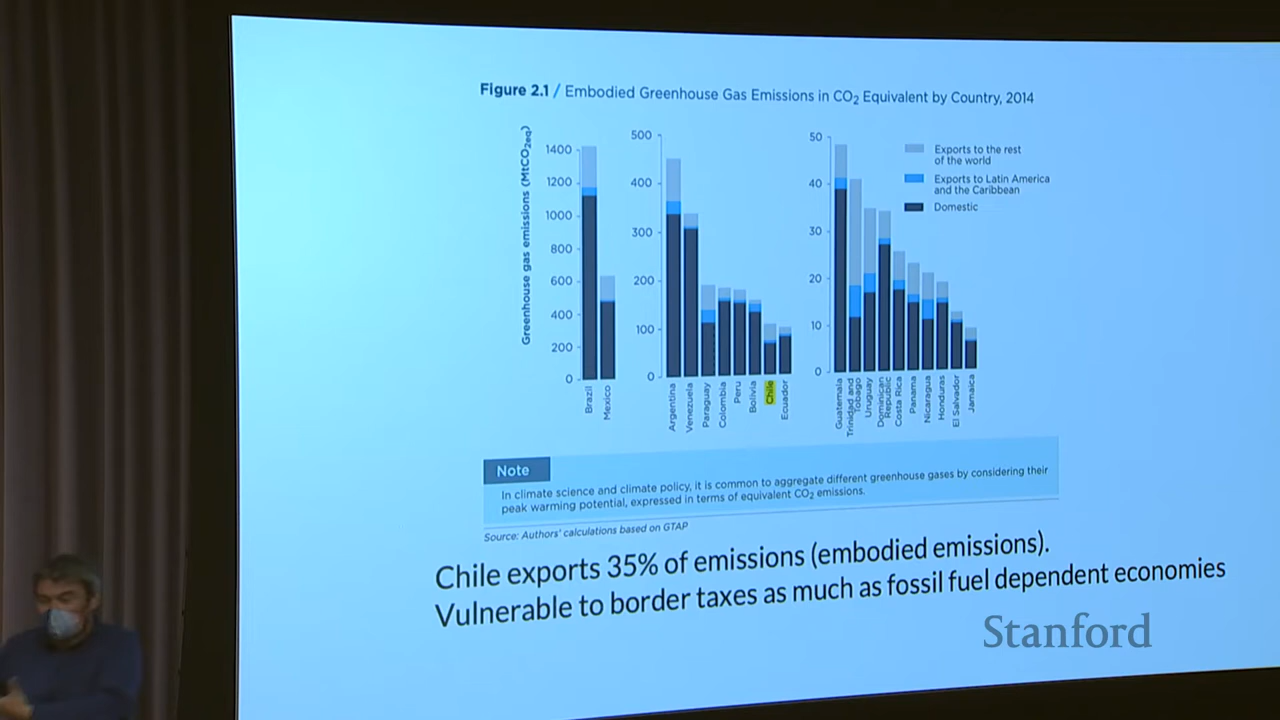 Figure 2.1 / Embodied Greenhouse Gas Emissions in CO2 Equivalent by Country, 2014
Greenhouse gas emissions (MtCO2eq)
1400
1200
1000
800
600
400
200
0
Brazil
Mexico
500
400
300
200
100
0
Argentina
Venezuela
Paraguay
Colombia
Peru
Bolivia
Chile
Ecuador
50
40
30
20
10
0
Guatemala
Trinidad and
Tobago
Uruguay
Dominican
Republic
Costa Rica
Panama
Nicaragua
Honduras
El Salvador
Jamaica
Exports to the rest
of the world
Exports to Latin America
and the Caribbean
Domestic
Note
In climate science and climate policy, it is common to aggregate different greenhouse gases by considering their
peak warming potential, expressed in terms of equivalent CO2 emissions.
Source: Authors' calculations based on GTAP
Chile exports 35% of emissions (embodied emissions).
Vulnerable to border taxes as much as fossil fuel dependent economies
Stanford